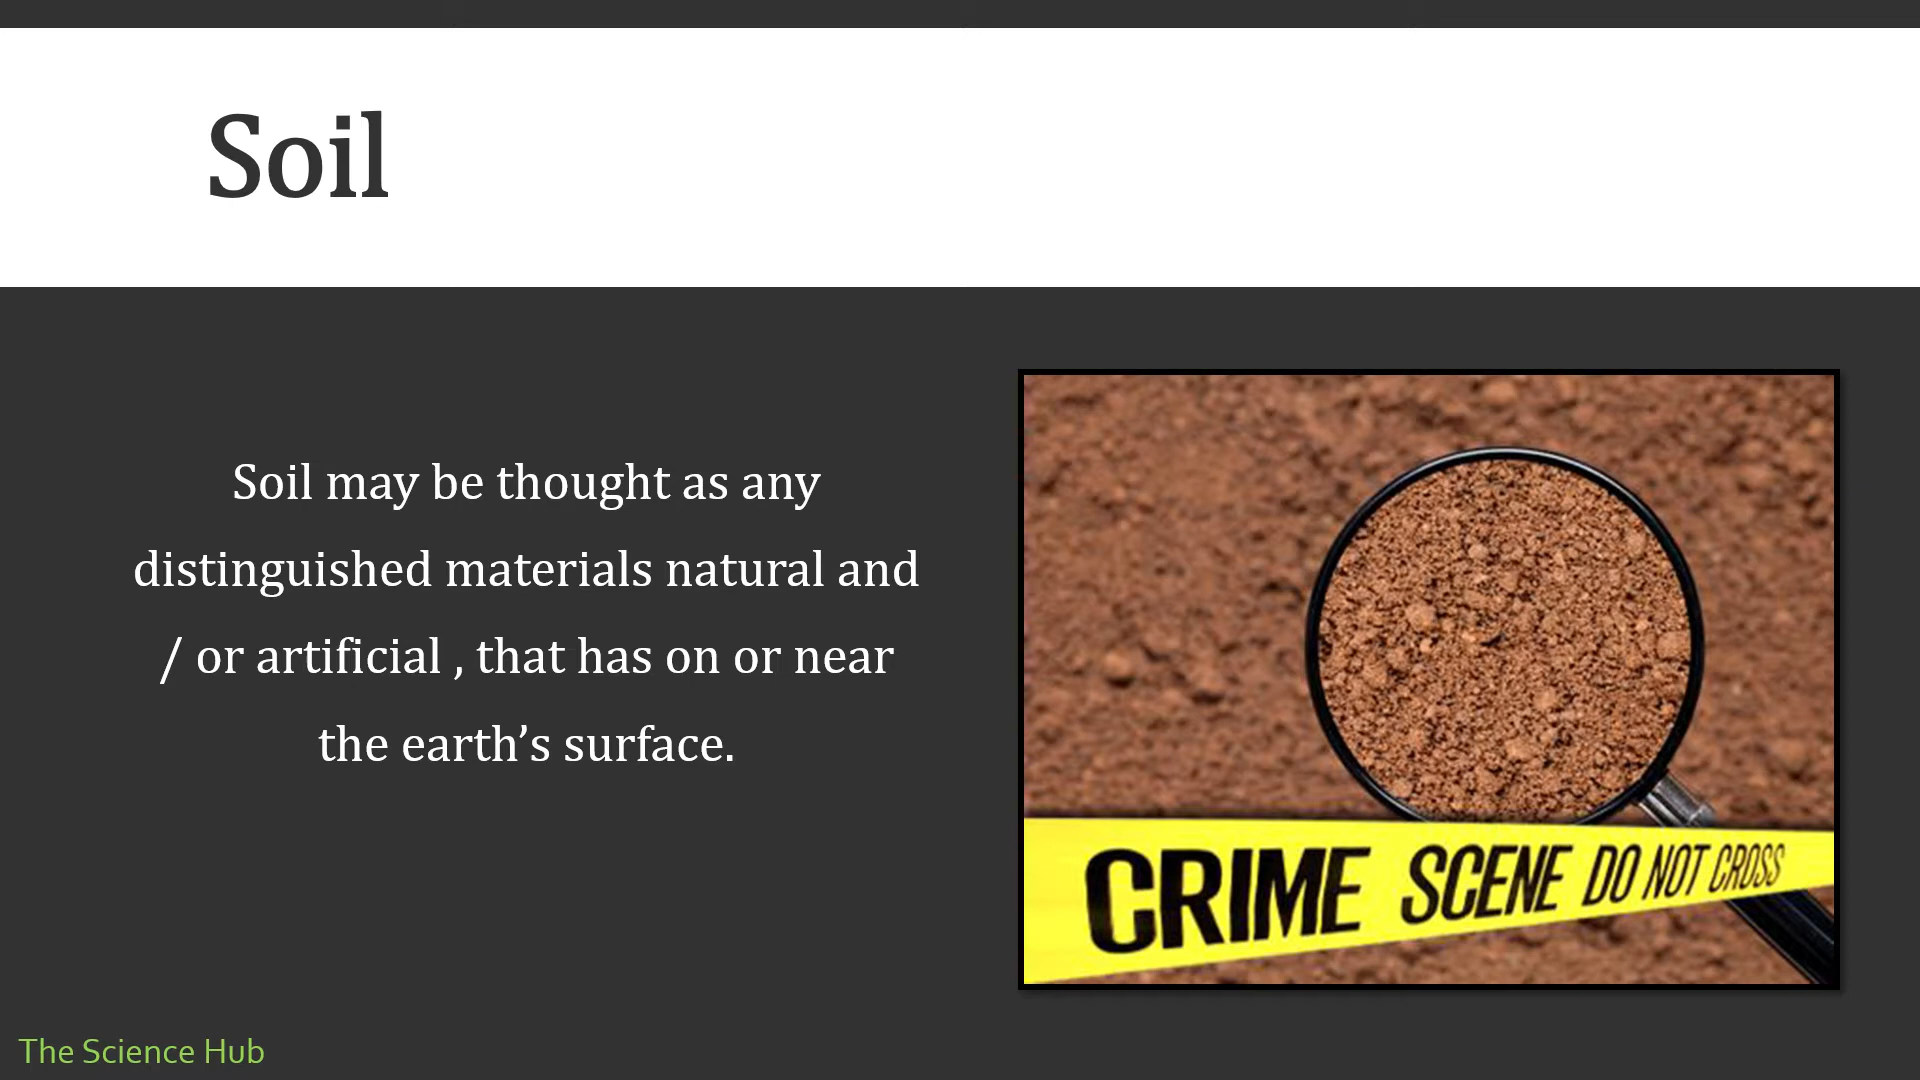 Soil
Soil may be thought as any
distinguished materials natural and
/ or artificial , that has on or near
the earth’s surface.
CRIME SCENE DO NOT CROSS
The Science Hub